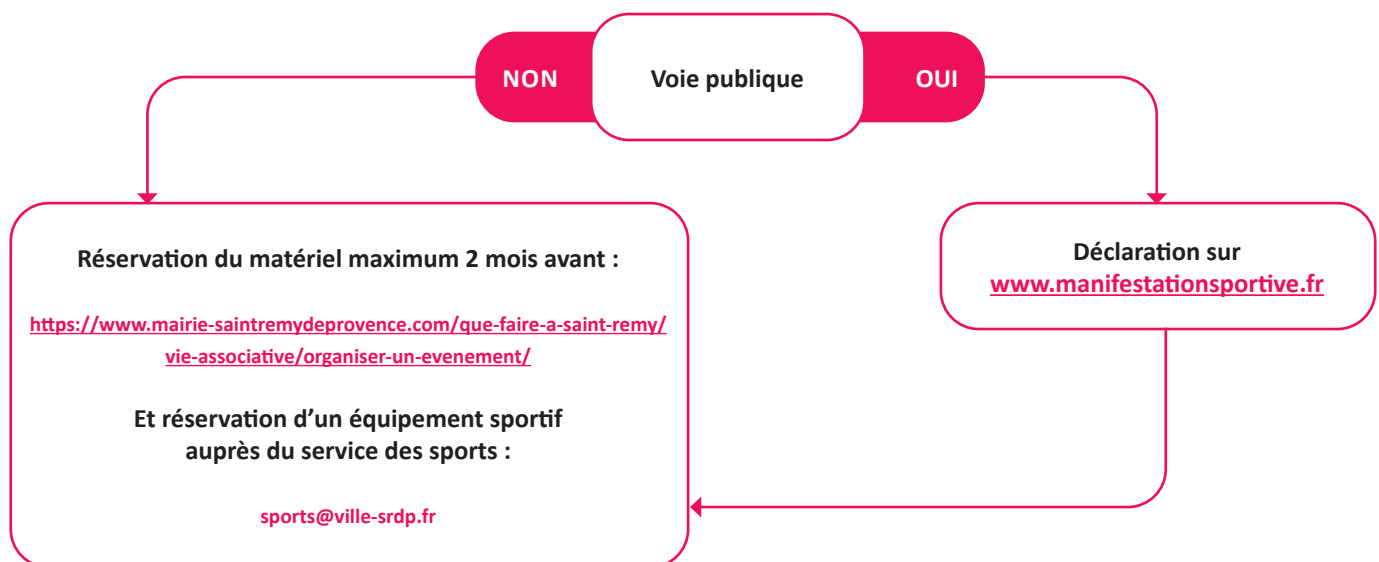 NON
Voie publique
OUI
Réservation du matériel maximum 2 mois avant :
https://www.mairie-saintremydeprovence.com/que-faire-a-saint-remy/
vie-associative/organiser-un-evenement/
Et réservation d’un équipement sportif
auprès du service des sports :
sports@ville-srdp.fr
Déclaration sur
www.manifestationsportive.fr